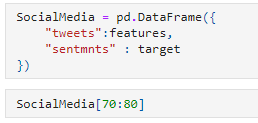 SocialMedia = pd.DataFrame({
    "tweets":features,
    "sentmnts" : target
})
SocialMedia[70:80]